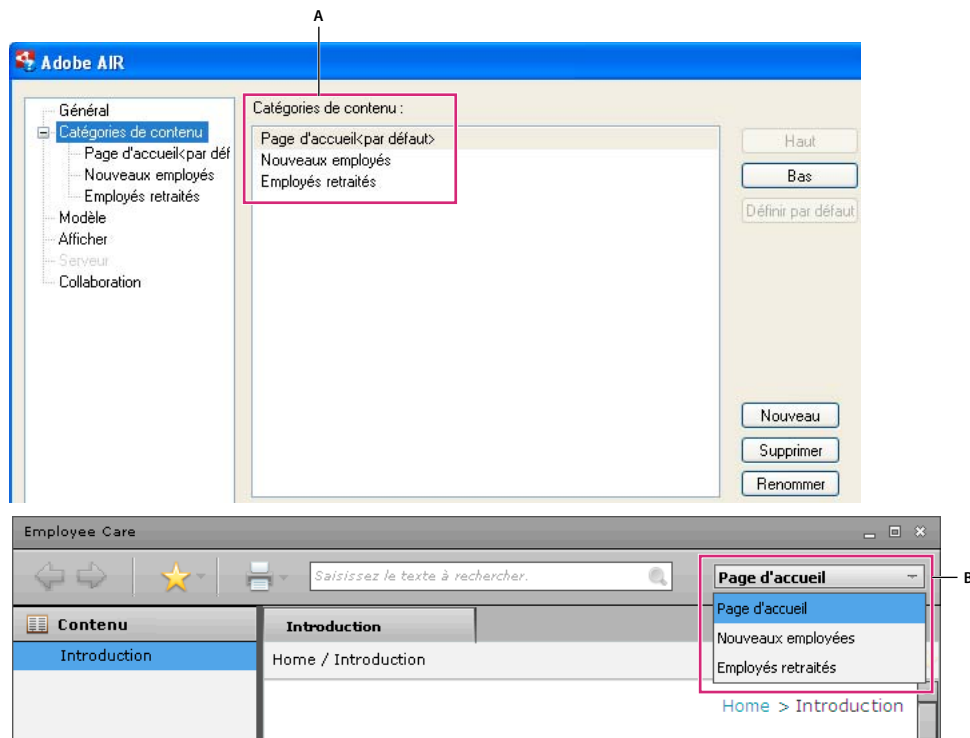 A
Adobe AIR
Général
Catégories de contenu
Page d'accueil<par déf
Nouveaux employés
Employés retraités
Modèle
Afficher
Serveur
Collaboration
Catégories de contenu :
Page d'accueil<par défaut>
Nouveaux employés
Employés retraités
Haut
Bas
Définir par défaut
Nouveau
Supprimer
Renommer
Employee Care
Saisissez le texte à rechercher.
Page d'accueil
B
Page d'accueil
Nouveaux employées
Employés retraités
Contenu
Introduction
Introduction
Home / Introduction
Home > Introduction